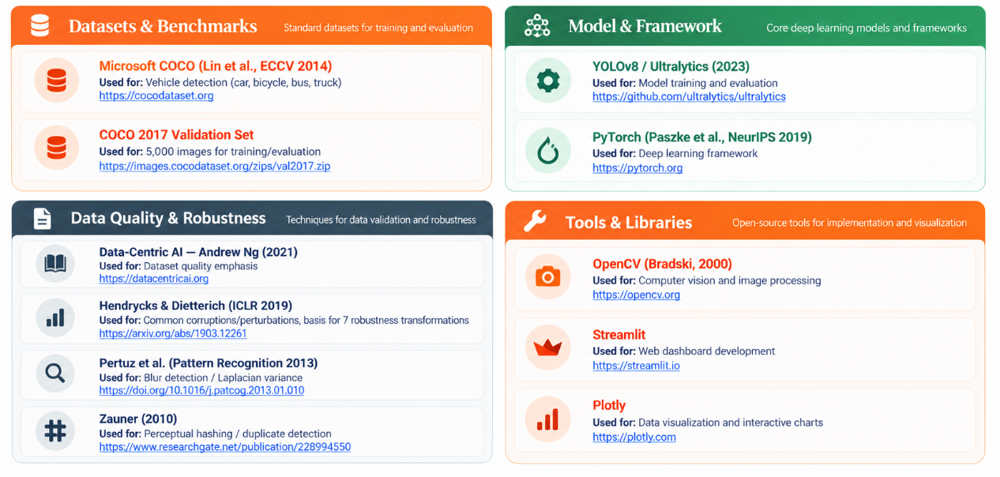 Datasets & Benchmarks
Standard datasets for training and evaluation
Microsoft COCO (Lin et al., ECCV 2014)
Used for: Vehicle detection (car, bicycle, bus, truck)
https://cocodataset.org
COCO 2017 Validation Set
Used for: 5,000 images for training/evaluation
https://images.cocodataset.org/zips/val2017.zip
Model & Framework
Core deep learning models and frameworks
YOLOv8 / Ultralytics (2023)
Used for: Model training and evaluation
https://github.com/ultralytics/ultralytics
PyTorch (Paszke et al., NeurIPS 2019)
Used for: Deep learning framework
https://pytorch.org
Data Quality & Robustness
Techniques for data validation and robustness
Data-Centric AI — Andrew Ng (2021)
Used for: Dataset quality emphasis
https://datacentricai.org
Hendrycks & Dietterich (ICLR 2019)
Used for: Common corruptions/perturbations, basis for 7 robustness transformations
https://arxiv.org/abs/1903.12261
Pertuz et al. (Pattern Recognition 2013)
Used for: Blur detection / Laplacian variance
https://doi.org/10.1016/j.patcog.2013.01.010
Zauner (2010)
Used for: Perceptual hashing / duplicate detection
https://www.researchgate.net/publication/228994550
Tools & Libraries
Open-source tools for implementation and visualization
OpenCV (Bradski, 2000)
Used for: Computer vision and image processing
https://opencv.org
Streamlit
Used for: Web dashboard development
https://streamlit.io
Plotly
Used for: Data visualization and interactive charts
https://plotly.com